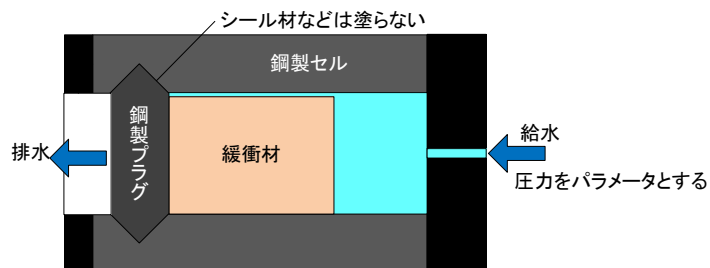 シール材などは塗らない
鋼製セル
鋼製プラグ
緩衝材
排水
給水
圧力をパラメータとする